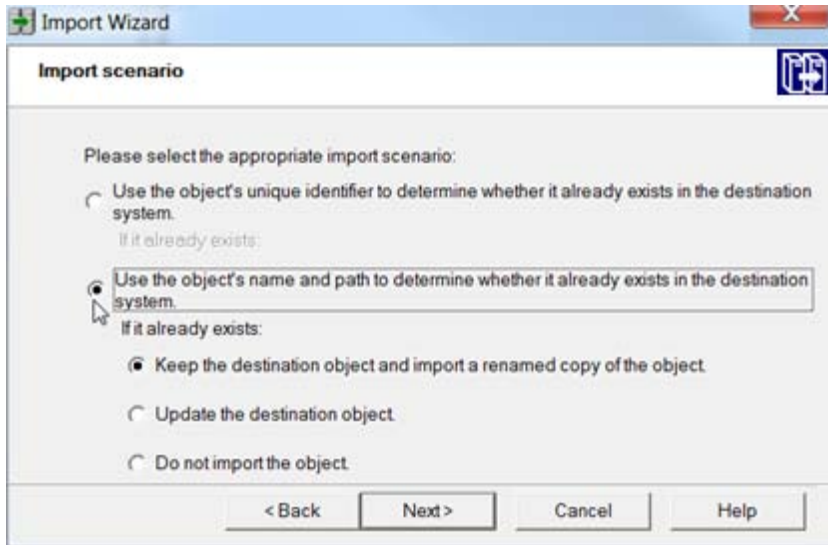 Import Wizard
X
Import scenario
Please select the appropriate import scenario:
Use the object's unique identifier to determine whether it already exists in the destination
system.
If it already exists:
Use the object's name and path to determine whether it already exists in the destination
system.
If it already exists:
Keep the destination object and import a renamed copy of the object.
Update the destination object.
Do not import the object.
< Back Next > Cancel Help